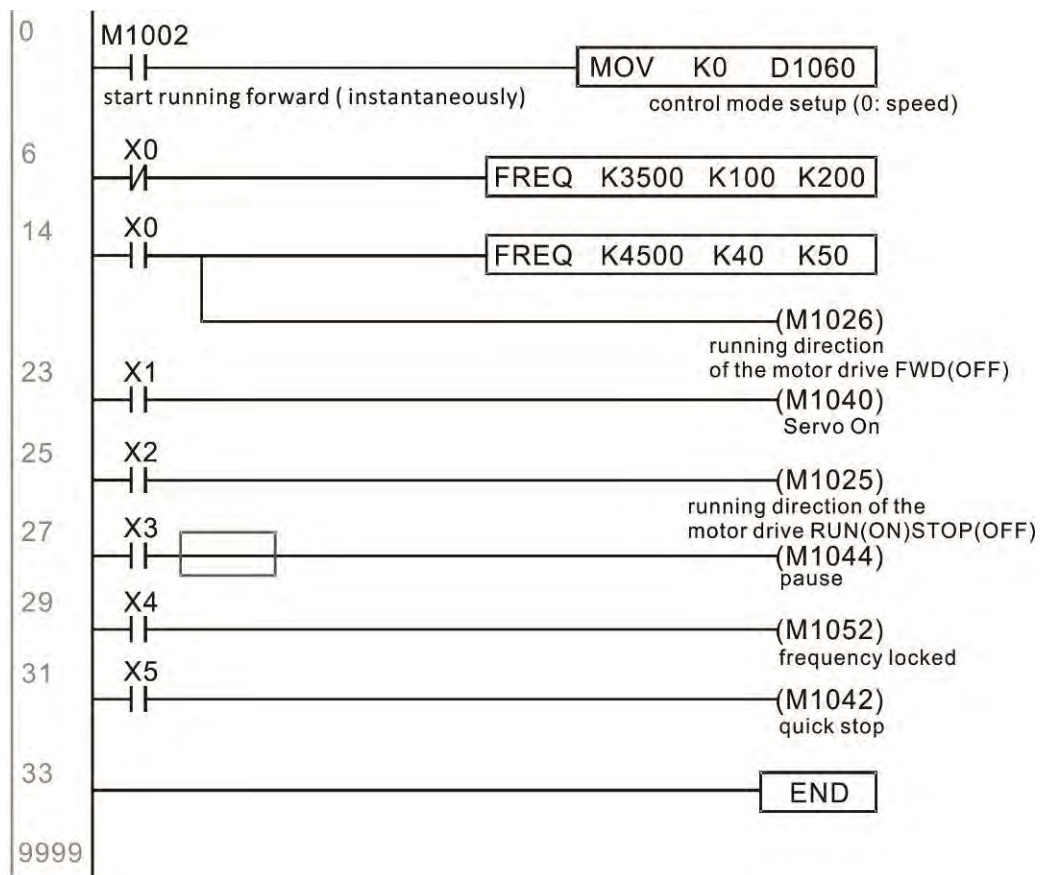 0
M1002
MOV K0 D1060
start running forward ( instantaneously)
control mode setup (0: speed)
6
X0
FREQ K3500 K100 K200
14
X0
FREQ K4500 K40 K50
(M1026)
running direction
of the motor drive FWD(OFF)
23
X1
(M1040)
Servo On
25
X2
(M1025)
running direction of the
motor drive RUN(ON)STOP(OFF)
27
X3
(M1044)
pause
29
X4
(M1052)
frequency locked
31
X5
(M1042)
quick stop
33
END
9999